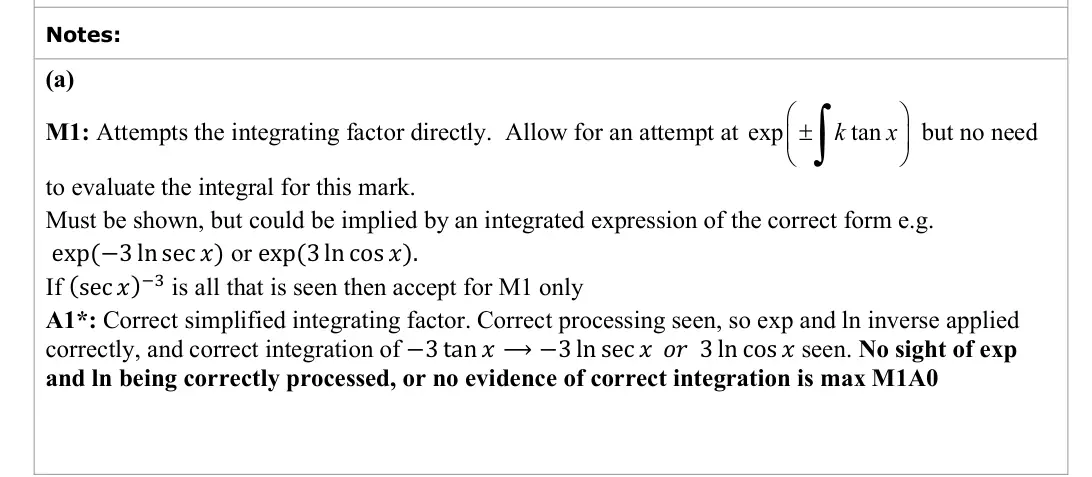 Notes:
(a)
M1: Attempts the integrating factor directly. Allow for an attempt at exp(±∫k tan x) but no need
to evaluate the integral for this mark.
Must be shown, but could be implied by an integrated expression of the correct form e.g.
exp(−3 ln sec x) or exp(3 ln cos x).
If (sec x)⁻³ is all that is seen then accept for M1 only
A1*: Correct simplified integrating factor. Correct processing seen, so exp and ln inverse applied
correctly, and correct integration of −3 tan x ⟶ −3 ln sec x or 3 ln cos x seen. No sight of exp
and ln being correctly processed, or no evidence of correct integration is max M1A0